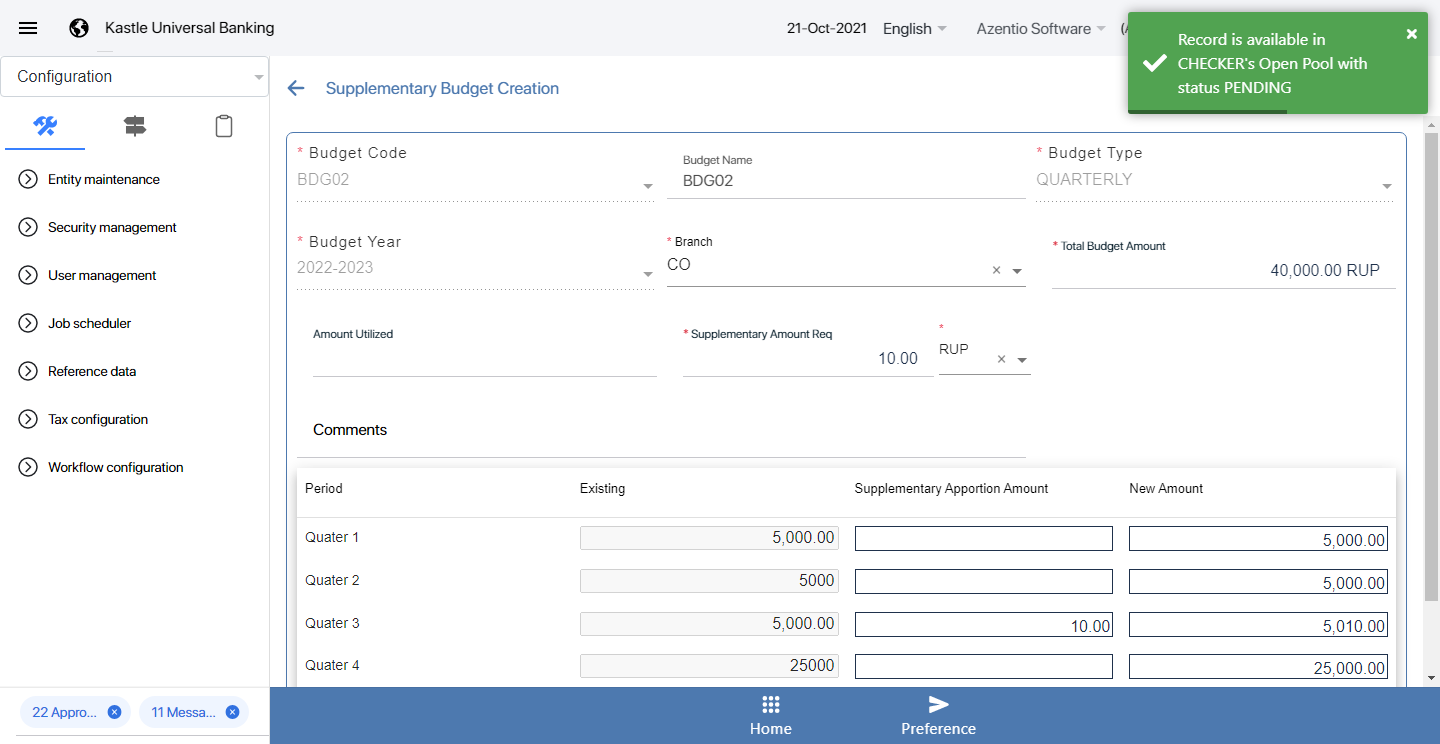 Kastle Universal Banking
21-Oct-2021
English
Azentio Software
Record is available in
CHECKER's Open Pool with
status PENDING
Configuration
Entity maintenance
Security management
User management
Job scheduler
Reference data
Tax configuration
Workflow configuration
22 Appro...
11 Messa...
Supplementary Budget Creation
* Budget Code
BDG02
Budget Name
BDG02
* Budget Type
QUARTERLY
* Budget Year
2022-2023
* Branch
CO
* Total Budget Amount
40,000.00 RUP
Amount Utilized
* Supplementary Amount Req
10.00
*
RUP
Comments
Period Existing Supplementary Apportion Amount New Amount
Quater 1 5,000.00 5,000.00
Quater 2 5000 5,000.00
Quater 3 5,000.00 10.00 5,010.00
Quater 4 25000 25,000.00
Home
Preference